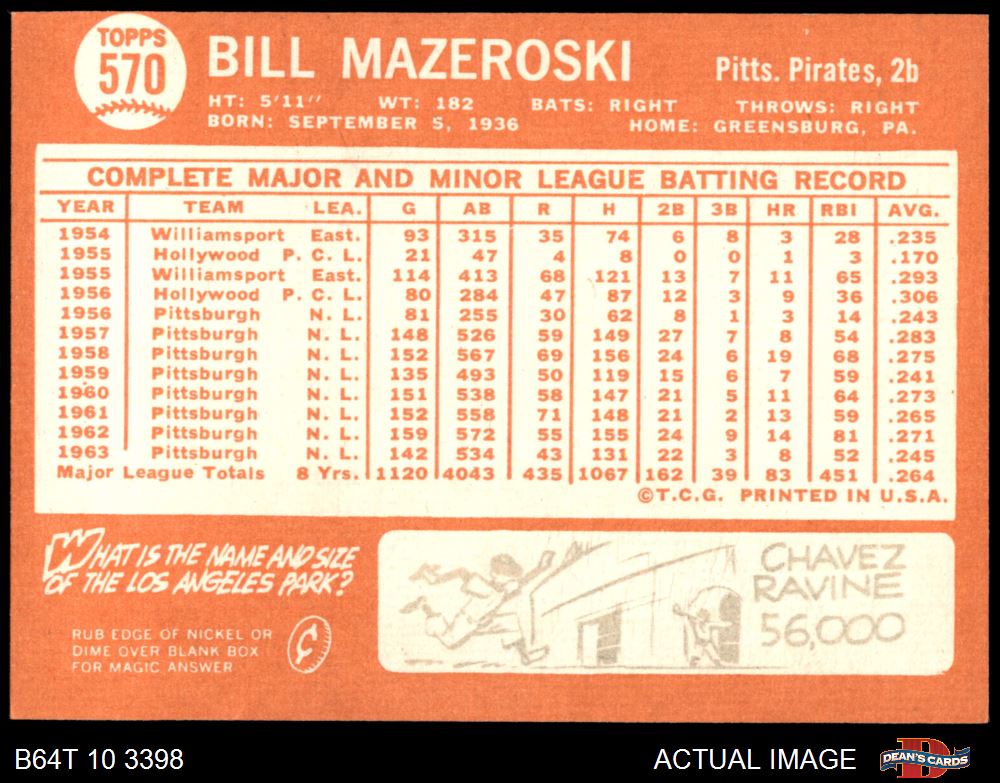 TOPPS
570
BILL MAZEROSKI
Pitts. Pirates, 2b
HT: 5'11" WT: 182 BATS: RIGHT THROWS: RIGHT
BORN: SEPTEMBER 5, 1936 HOME: GREENSBURG, PA.
COMPLETE MAJOR AND MINOR LEAGUE BATTING RECORD
YEAR TEAM LEA. G AB R H 2B 3B HR RBI AVG.
1954 Williamsport East. 93 315 35 74 6 8 3 28 .235
1955 Hollywood P. C. L. 21 47 4 8 0 0 1 3 .170
1955 Williamsport East. 114 413 68 121 13 7 11 65 .293
1956 Hollywood P. C. L. 80 284 47 87 12 3 9 36 .306
1956 Pittsburgh N. L. 81 255 30 62 8 1 3 14 .243
1957 Pittsburgh N. L. 148 526 59 149 27 7 8 54 .283
1958 Pittsburgh N. L. 152 567 69 156 24 6 19 68 .275
1959 Pittsburgh N. L. 135 493 50 119 15 6 7 59 .241
1960 Pittsburgh N. L. 151 538 58 147 21 5 11 64 .273
1961 Pittsburgh N. L. 152 558 71 148 21 2 13 59 .265
1962 Pittsburgh N. L. 159 572 55 155 24 9 14 81 .271
1963 Pittsburgh N. L. 142 534 43 131 22 3 8 52 .245
Major League Totals 8 Yrs. 1120 4043 435 1067 162 39 83 451 .264
©T.C.G. PRINTED IN U.S.A.
WHAT IS THE NAME AND SIZE
OF THE LOS ANGELES PARK?
RUB EDGE OF NICKEL OR
DIME OVER BLANK BOX
FOR MAGIC ANSWER
CHAVEZ
RAVINE
56,000
B64T 10 3398
ACTUAL IMAGE
DEAN'S CARDS